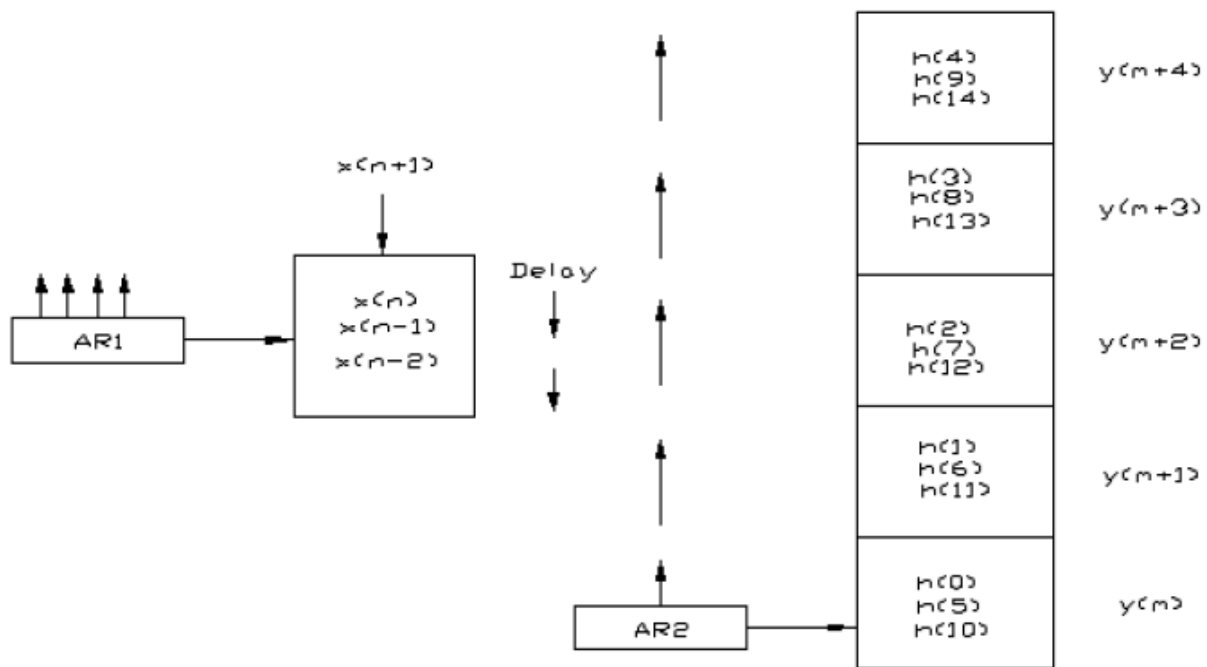 h(4)
h(9)
h(14)
y(m+4)
x(n+1)
h(3)
h(8)
h(13)
y(m+3)
Delay
x(n)
x(n-1)
x(n-2)
AR1
h(2)
h(7)
h(12)
y(m+2)
h(1)
h(6)
h(11)
y(m+1)
h(0)
h(5)
h(10)
y(m)
AR2